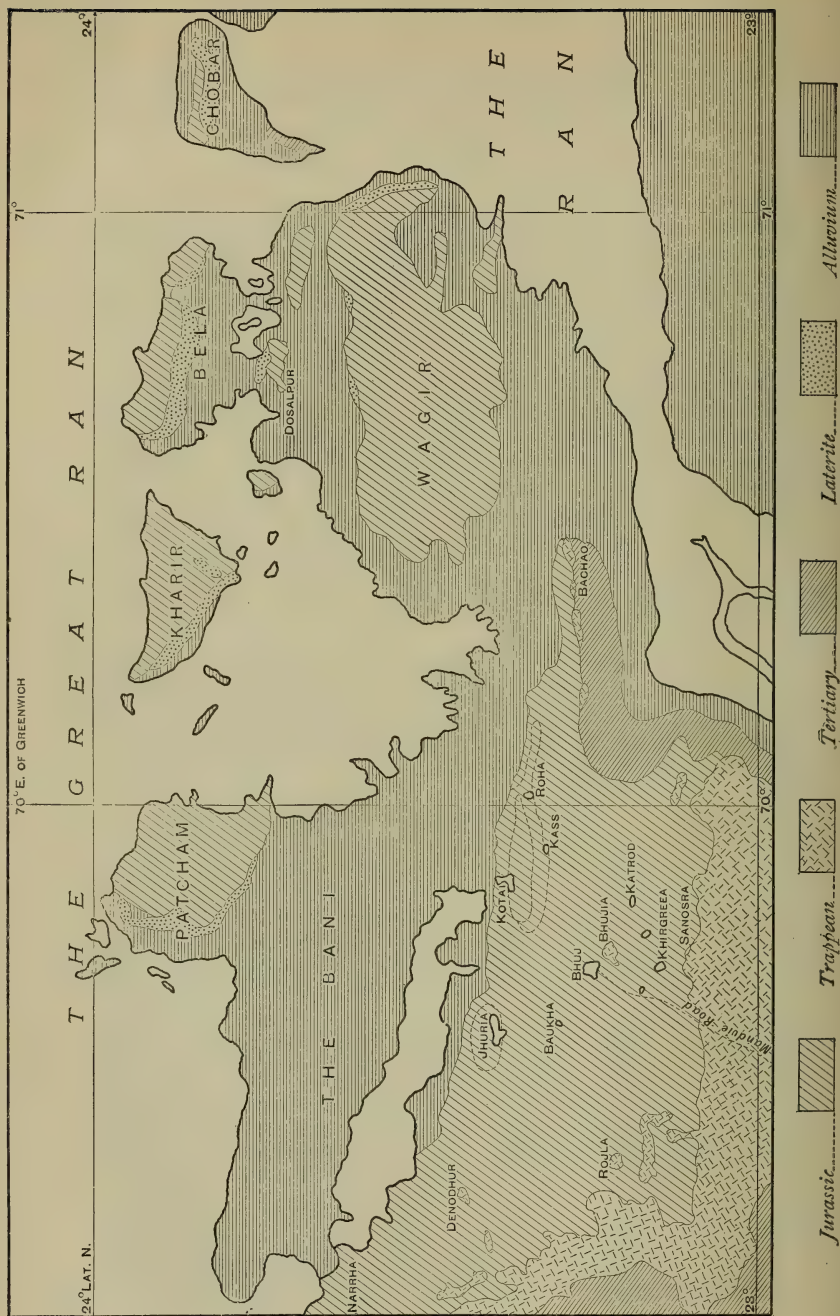 70° E. OF GREENWICH
71°
24° LAT. N.
24°
THE GREAT RAN
PATCHAM
KHARIR
BELA
CHOBAR
THE BANI
DOSALPUR
WAGIR
THE
RAN
NARRHA
DENODHUR
JHURIA
KOTAI
ROHA
KASS
BAUKHA
BACHAO
BHUJ
BHUJIA
KATROD
KHIRGREEA
SANOSRA
ROJLA
Mandvie Road
23°
70°
71°
23°
Jurassic
Trappean
Tertiary
Laterite
Alluvium